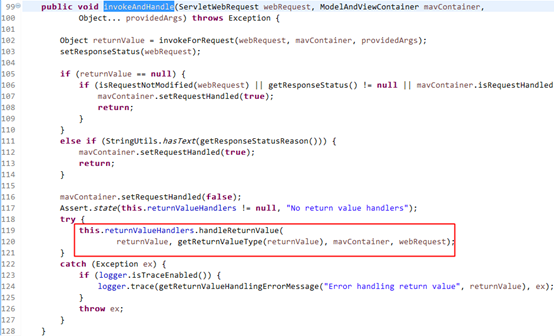 99 public void invokeAndHandle(ServletWebRequest webRequest, ModelAndViewContainer mavContainer,
100 Object... providedArgs) throws Exception {
101
102 Object returnValue = invokeForRequest(webRequest, mavContainer, providedArgs);
103 setResponseStatus(webRequest);
104
105 if (returnValue == null) {
106 if (isRequestNotModified(webRequest) || getResponseStatus() != null || mavContainer.isRequestHandled
107 mavContainer.setRequestHandled(true);
108 return;
109 }
110 }
111 else if (StringUtils.hasText(getResponseStatusReason())) {
112 mavContainer.setRequestHandled(true);
113 return;
114 }
115
116 mavContainer.setRequestHandled(false);
117 Assert.state(this.returnValueHandlers != null, "No return value handlers");
118 try {
119 this.returnValueHandlers.handleReturnValue(
120 returnValue, getReturnValueType(returnValue), mavContainer, webRequest);
121 }
122 catch (Exception ex) {
123 if (logger.isTraceEnabled()) {
124 logger.trace(getReturnValueHandlingErrorMessage("Error handling return value", returnValue), ex);
125 }
126 throw ex;
127 }
128 }